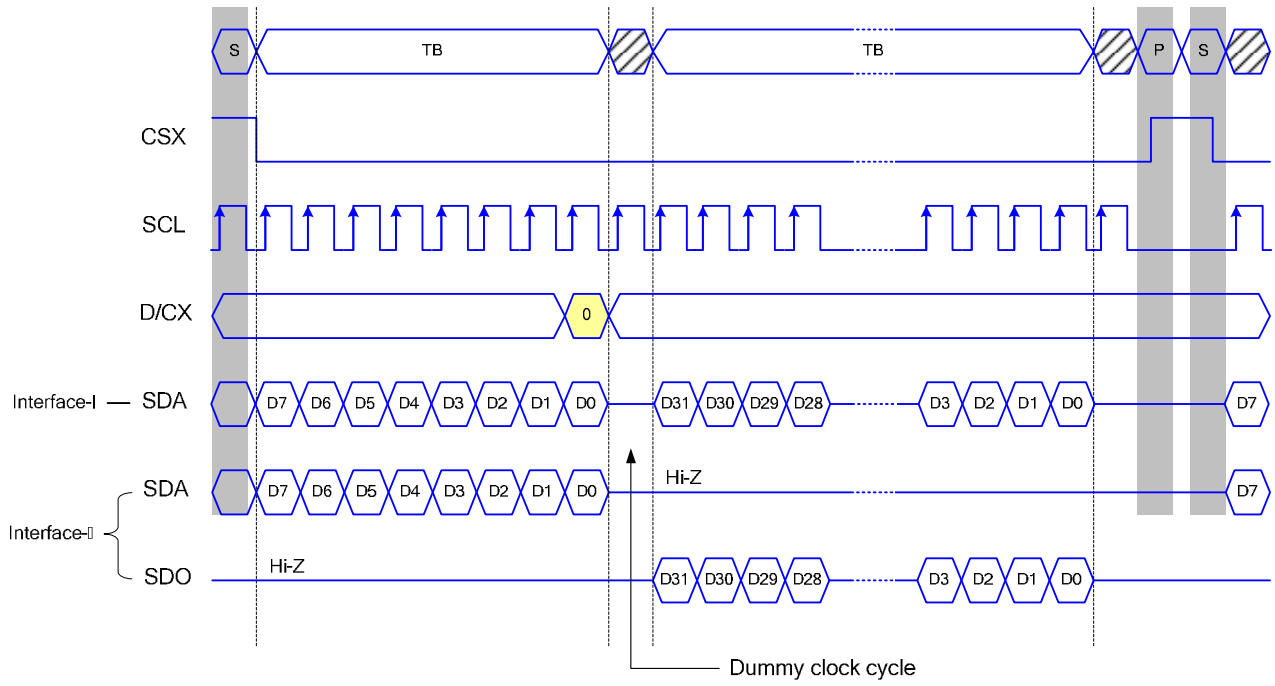 S TB TB P S
CSX
SCL
D/CX 0
Interface-I SDA D7 D6 D5 D4 D3 D2 D1 D0 D31 D30 D29 D28 D3 D2 D1 D0 D7
SDA D7 D6 D5 D4 D3 D2 D1 D0 Hi-Z D7
Interface-▯
SDO Hi-Z D31 D30 D29 D28 D3 D2 D1 D0
Dummy clock cycle